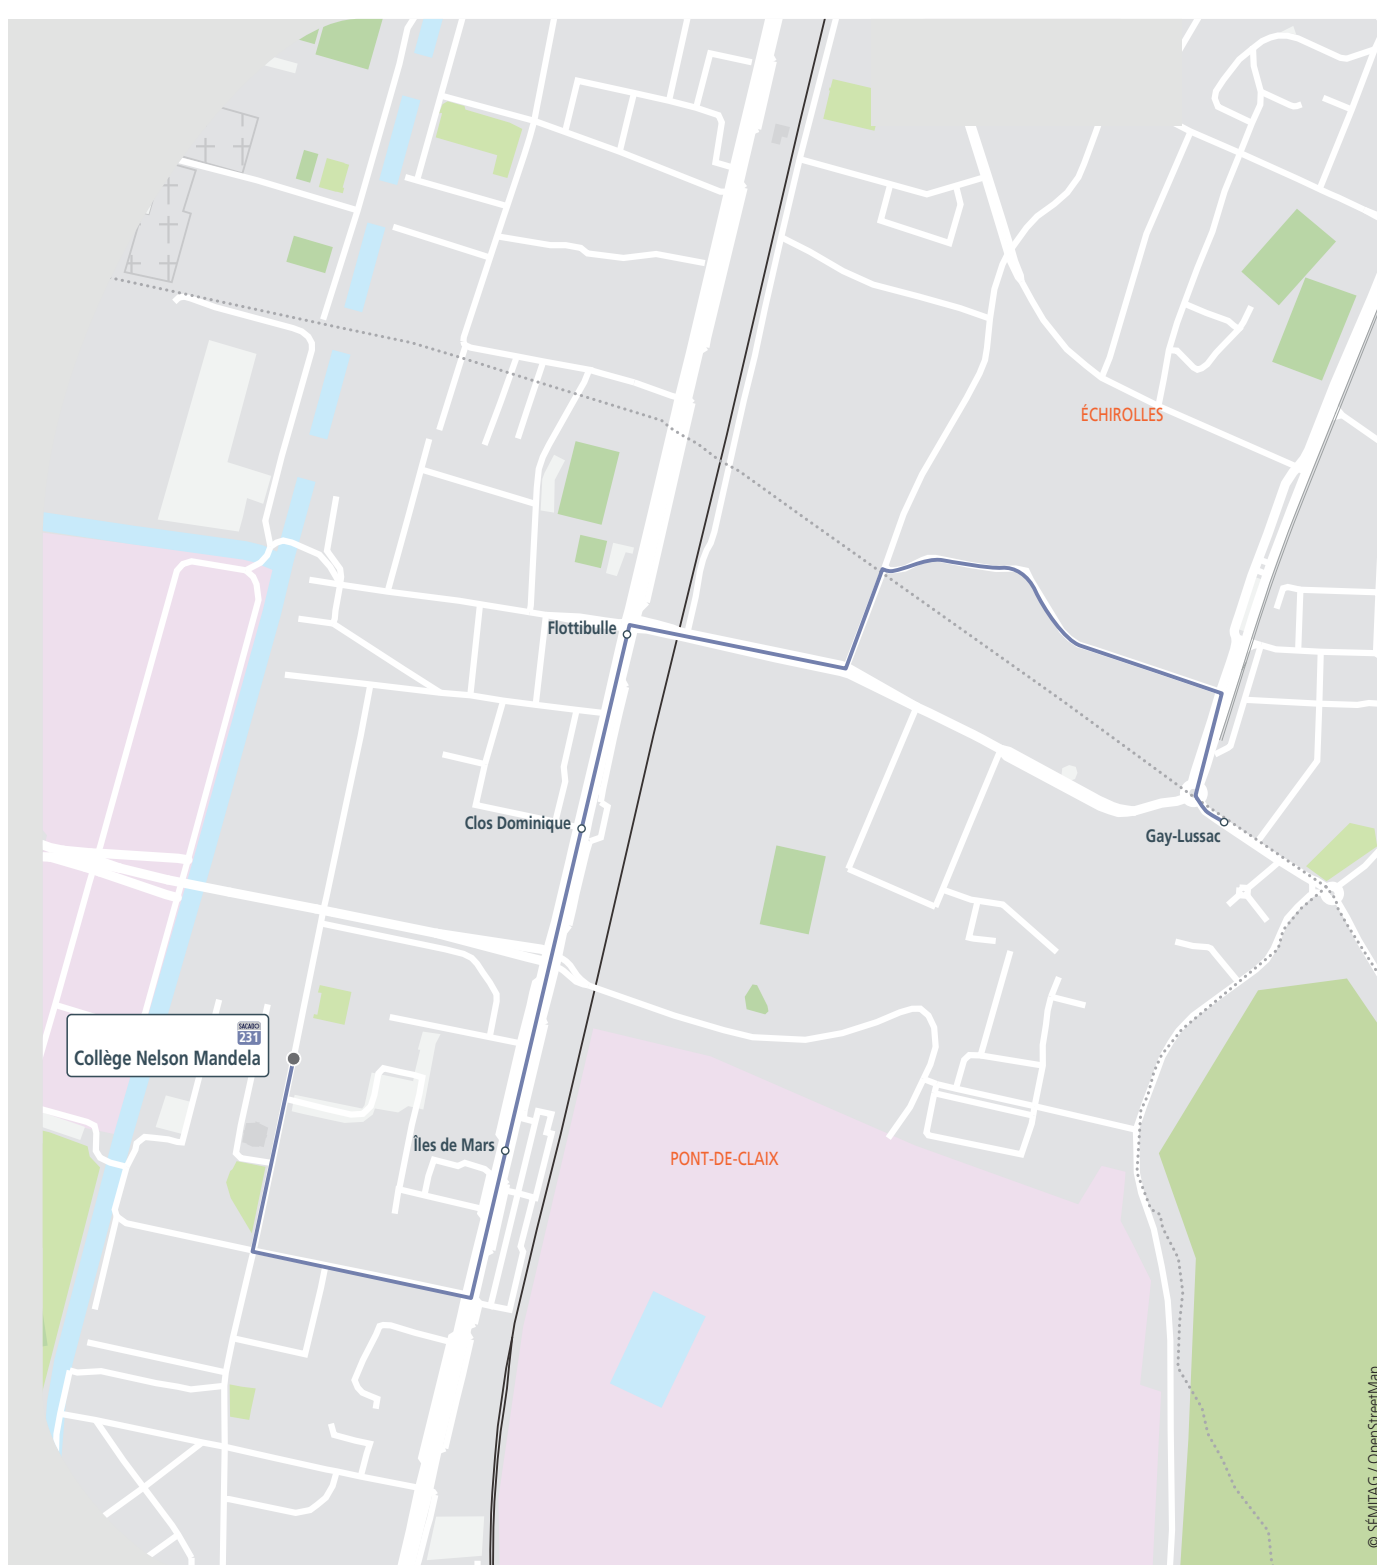 ÉCHIROLLES
Flottibulle
Clos Dominique
Gay-Lussac
SACADO
231
Collège Nelson Mandela
Îles de Mars
PONT-DE-CLAIX
© SÉMITAG / OpenStreetMap